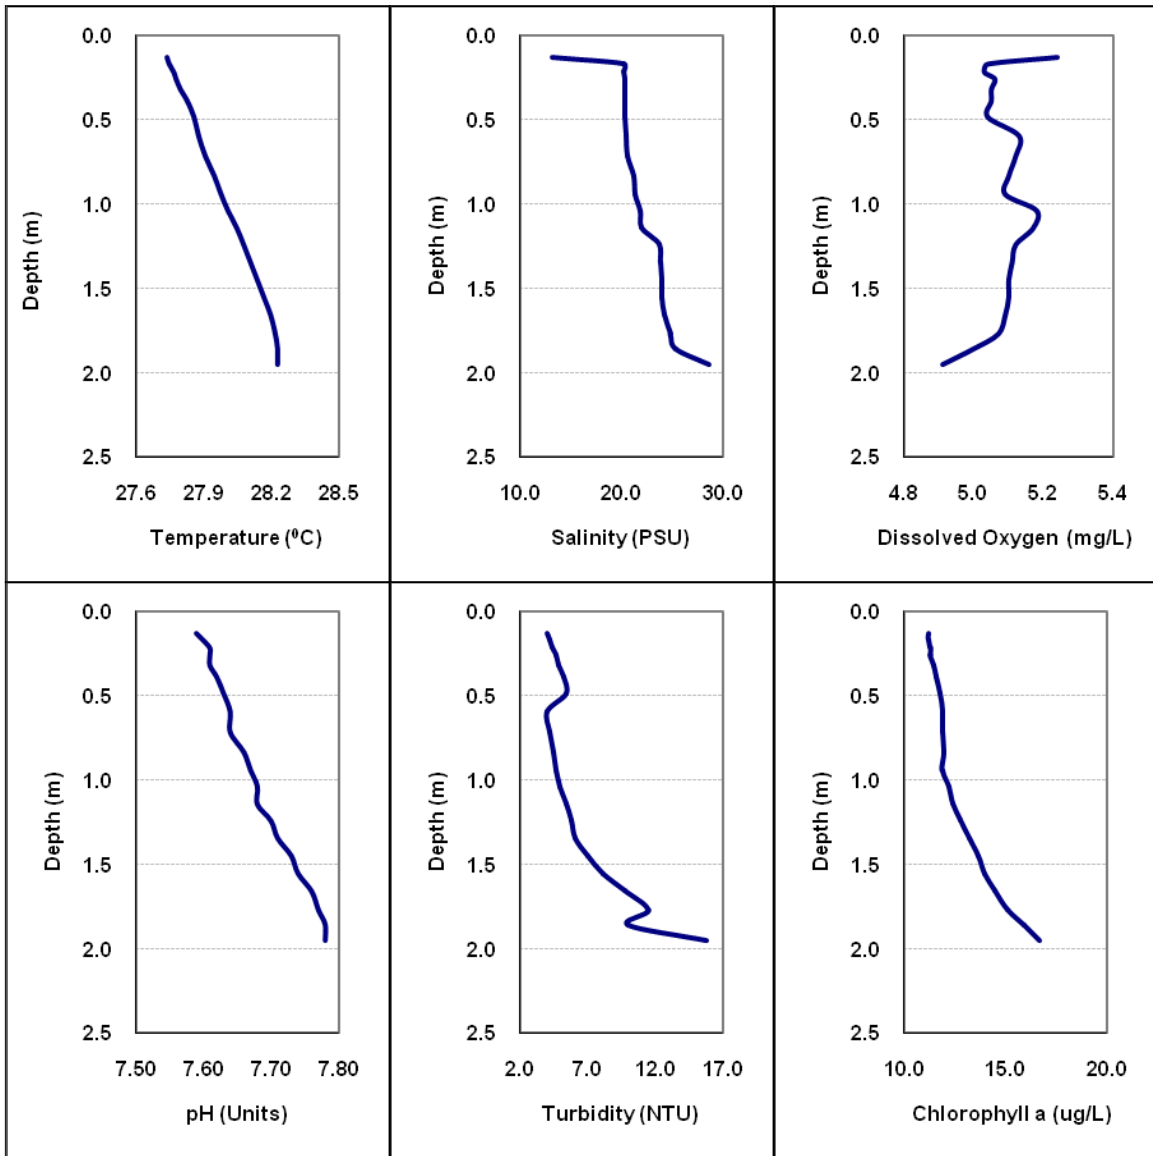 0.0
0.5
1.0
1.5
2.0
2.5
Depth (m)
27.6 27.9 28.2 28.5
Temperature (⁰C)
0.0
0.5
1.0
1.5
2.0
2.5
Depth (m)
10.0 20.0 30.0
Salinity (PSU)
0.0
0.5
1.0
1.5
2.0
2.5
Depth (m)
4.8 5.0 5.2 5.4
Dissolved Oxygen (mg/L)
0.0
0.5
1.0
1.5
2.0
2.5
Depth (m)
7.50 7.60 7.70 7.80
pH (Units)
0.0
0.5
1.0
1.5
2.0
2.5
Depth (m)
2.0 7.0 12.0 17.0
Turbidity (NTU)
0.0
0.5
1.0
1.5
2.0
2.5
Depth (m)
10.0 15.0 20.0
Chlorophyll a (ug/L)